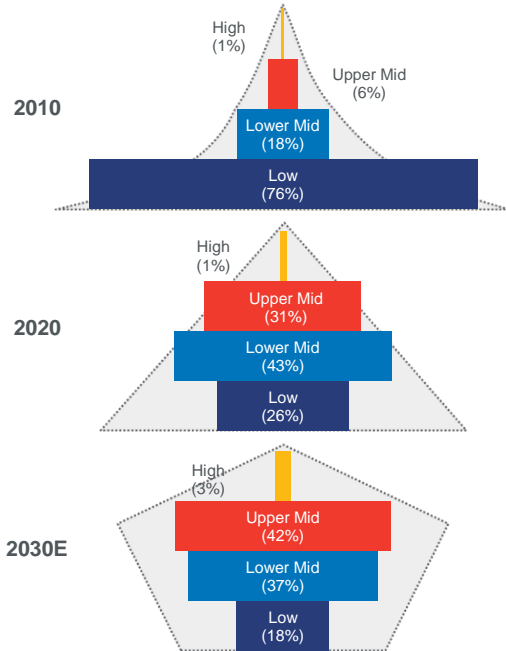 High
(1%)
Upper Mid
(6%)
2010
Lower Mid
(18%)
Low
(76%)
High
(1%)
Upper Mid
(31%)
2020
Lower Mid
(43%)
Low
(26%)
High
(3%)
Upper Mid
(42%)
2030E
Lower Mid
(37%)
Low
(18%)